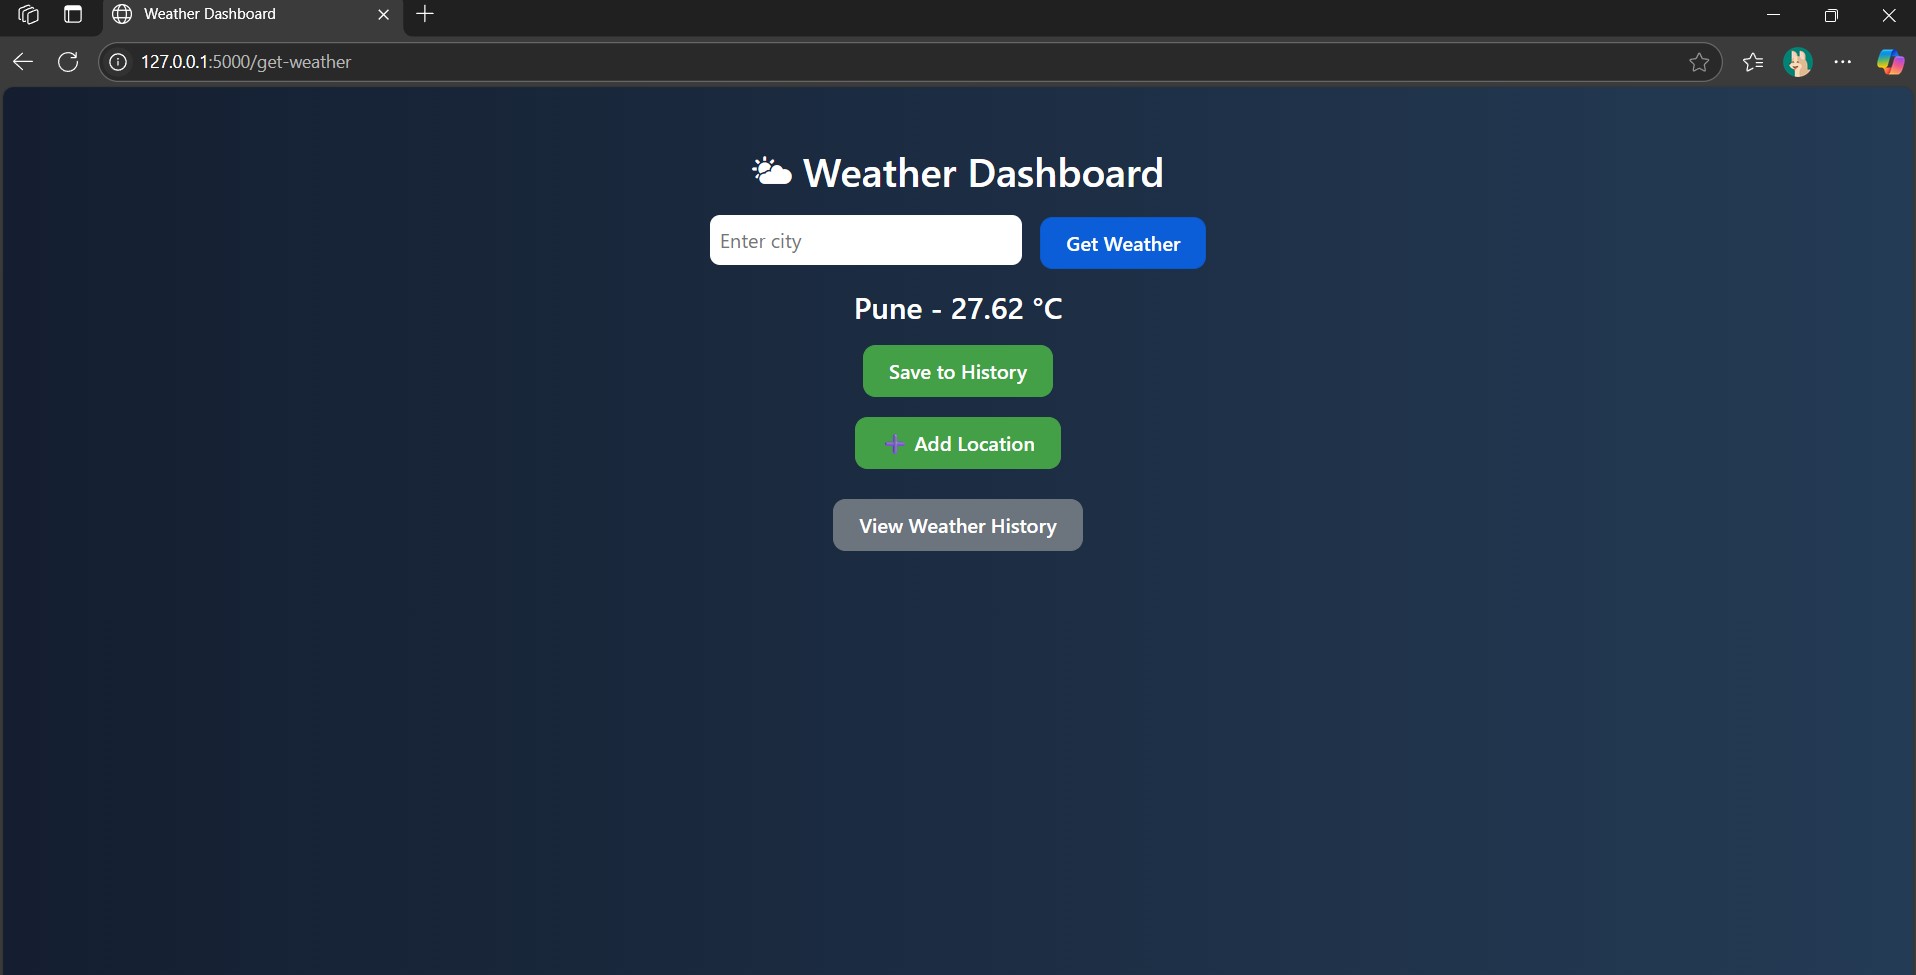 Weather Dashboard
127.0.0.1:5000/get-weather
Weather Dashboard
Enter city
Get Weather
Pune - 27.62 °C
Save to History
Add Location
View Weather History